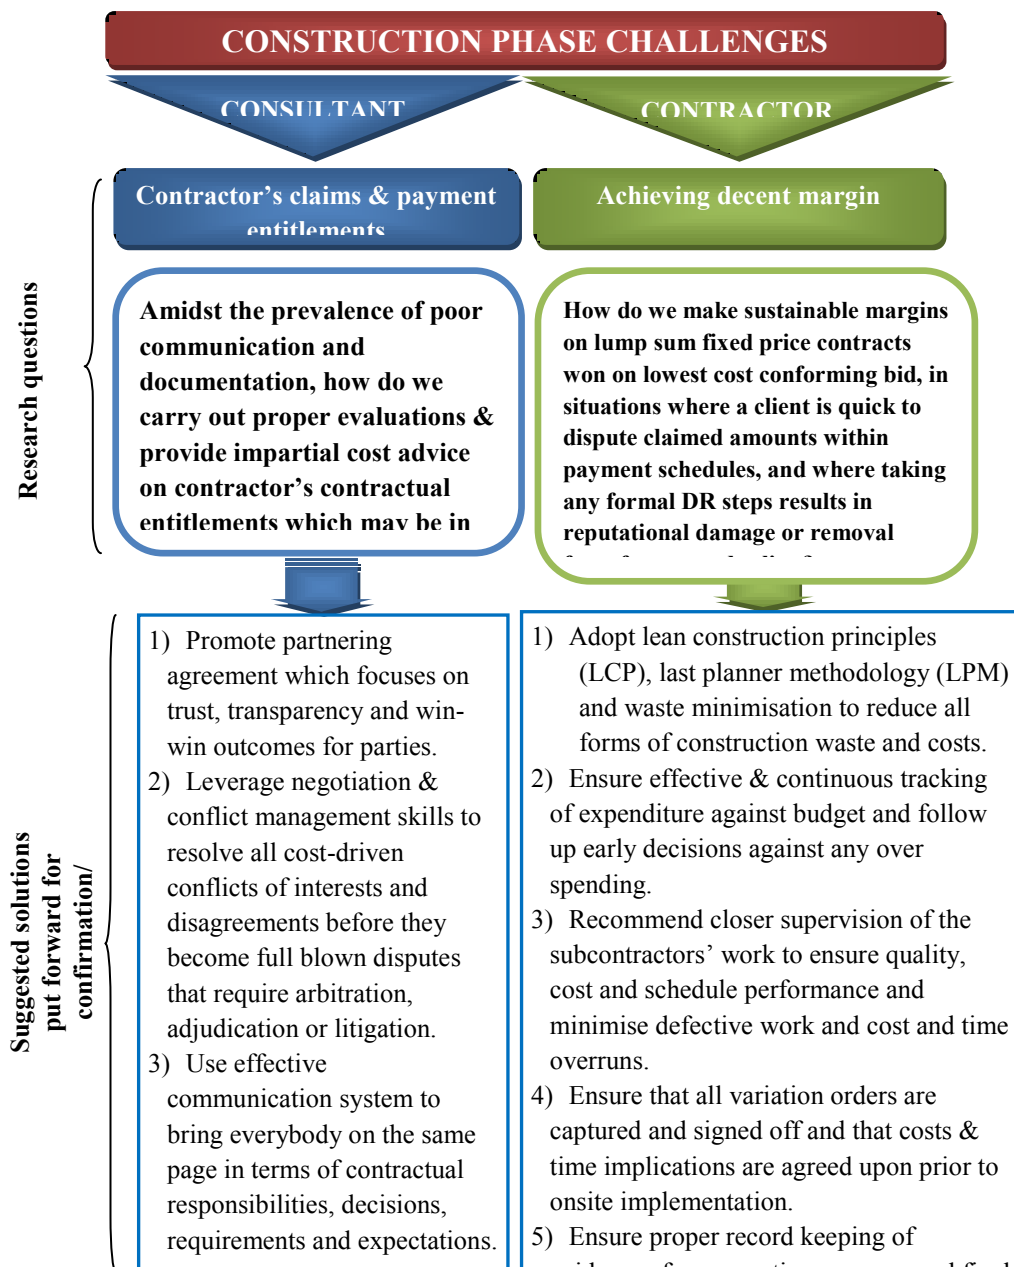 CONSTRUCTION PHASE CHALLENGES
CONSULTANT
CONTRACTOR
Contractor’s claims & payment
entitlements
Achieving decent margin
Research questions
Amidst the prevalence of poor
communication and
documentation, how do we
carry out proper evaluations &
provide impartial cost advice
on contractor’s contractual
entitlements which may be in
How do we make sustainable margins
on lump sum fixed price contracts
won on lowest cost conforming bid, in
situations where a client is quick to
dispute claimed amounts within
payment schedules, and where taking
any formal DR steps results in
reputational damage or removal
Suggested solutions
put forward for
confirmation/
1) Promote partnering
agreement which focuses on
trust, transparency and win-
win outcomes for parties.
2) Leverage negotiation &
conflict management skills to
resolve all cost-driven
conflicts of interests and
disagreements before they
become full blown disputes
that require arbitration,
adjudication or litigation.
3) Use effective
communication system to
bring everybody on the same
page in terms of contractual
responsibilities, decisions,
requirements and expectations.
1) Adopt lean construction principles
(LCP), last planner methodology (LPM)
and waste minimisation to reduce all
forms of construction waste and costs.
2) Ensure effective & continuous tracking
of expenditure against budget and follow
up early decisions against any over
spending.
3) Recommend closer supervision of the
subcontractors’ work to ensure quality,
cost and schedule performance and
minimise defective work and cost and time
overruns.
4) Ensure that all variation orders are
captured and signed off and that costs &
time implications are agreed upon prior to
onsite implementation.
5) Ensure proper record keeping of